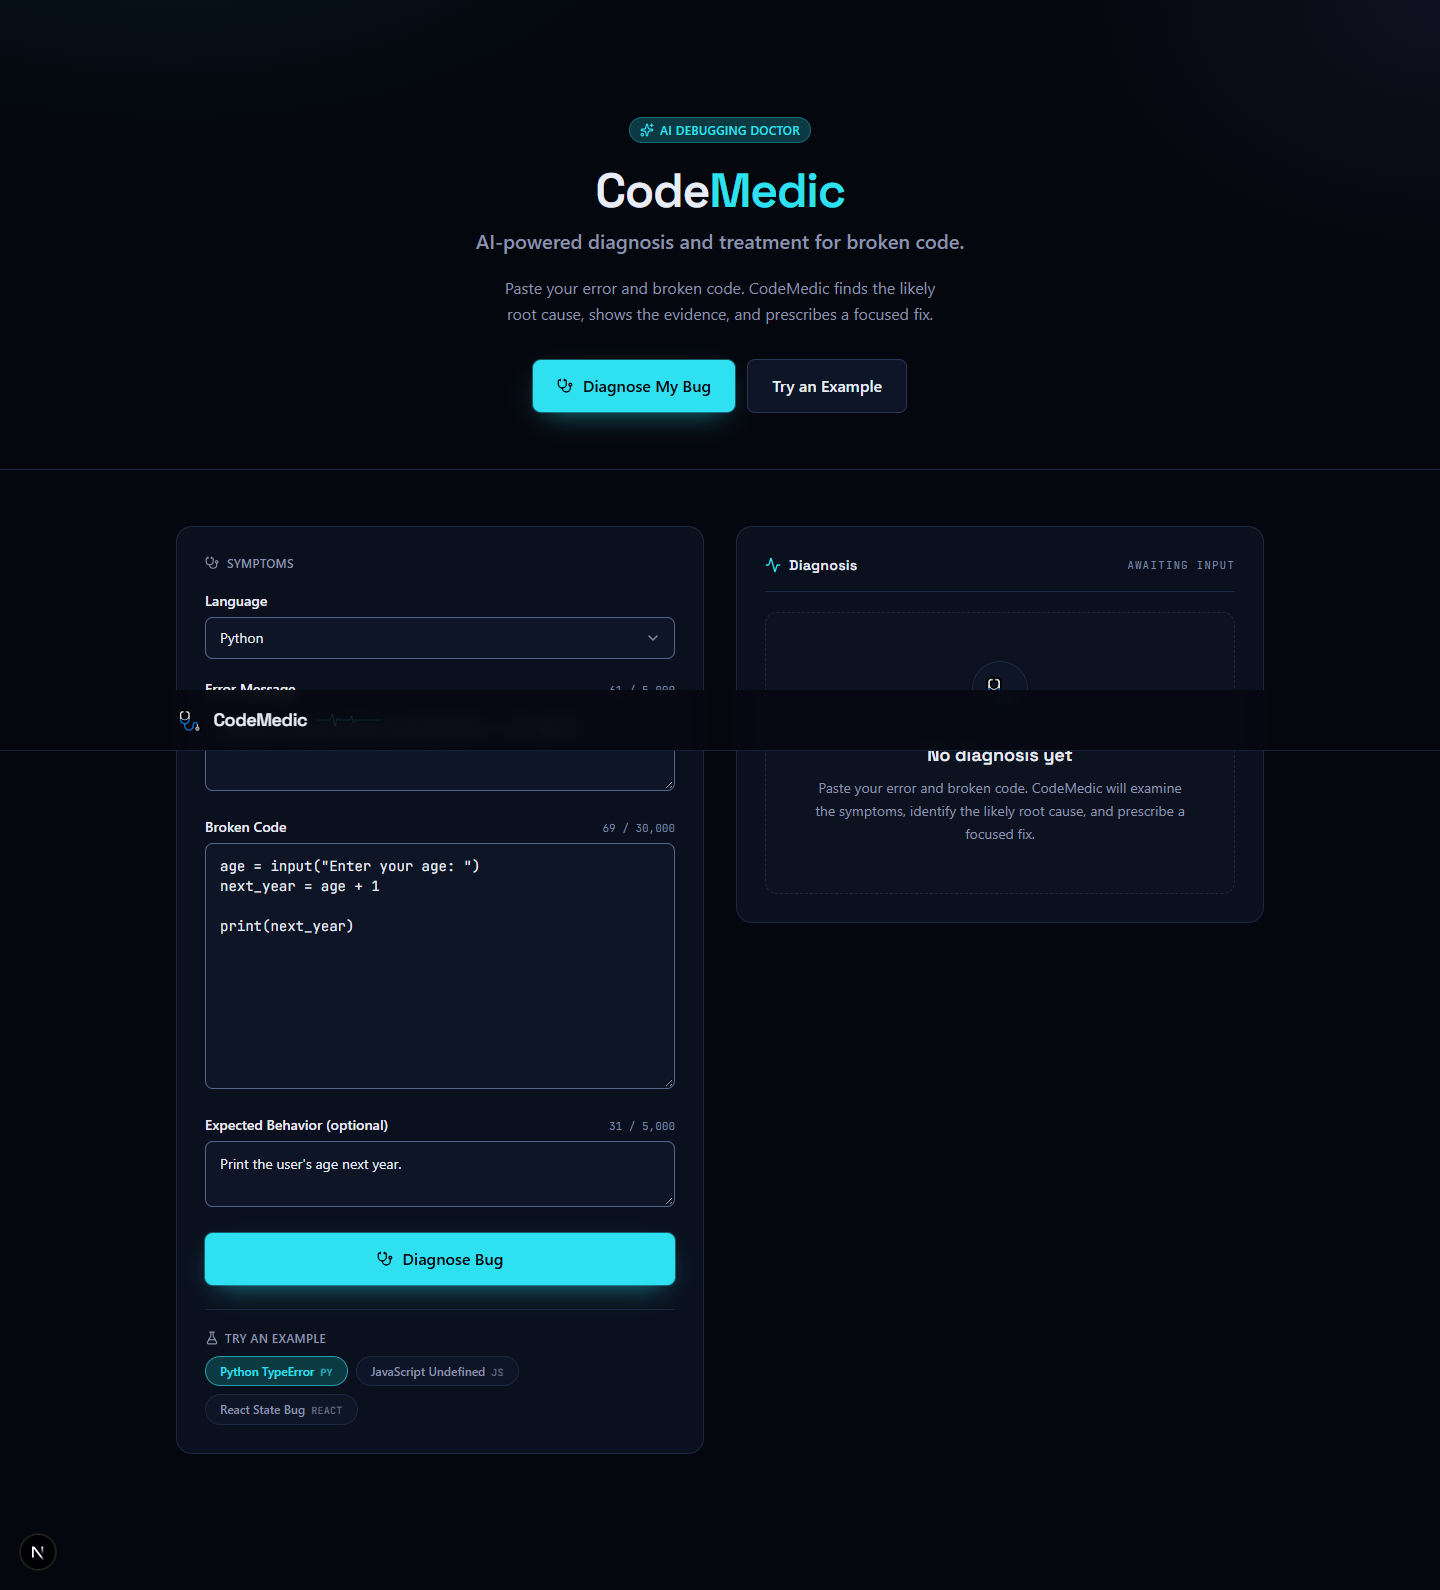 AI DEBUGGING DOCTOR
CodeMedic
AI-powered diagnosis and treatment for broken code.
Paste your error and broken code. CodeMedic finds the likely
root cause, shows the evidence, and prescribes a focused fix.
Diagnose My Bug
Try an Example
SYMPTOMS
Language
Python
Error Message 61 / 5,000
CodeMedic
Broken Code 69 / 30,000
age = input("Enter your age: ")
next_year = age + 1
print(next_year)
Expected Behavior (optional) 31 / 5,000
Print the user's age next year.
Diagnose Bug
TRY AN EXAMPLE
Python TypeError PY
JavaScript Undefined JS
React State Bug REACT
Diagnosis AWAITING INPUT
No diagnosis yet
Paste your error and broken code. CodeMedic will examine
the symptoms, identify the likely root cause, and prescribe a
focused fix.
N